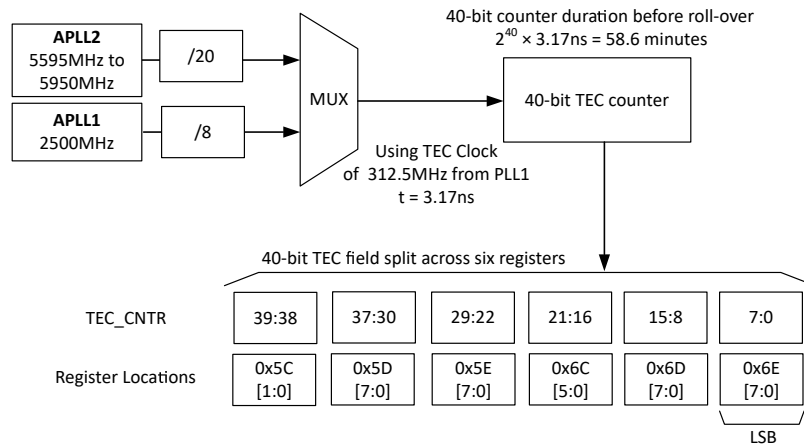 APLL2
5595MHz to
5950MHz
/20
APLL1
2500MHz
/8
MUX
40-bit counter duration before roll-over
2⁴⁰ × 3.17ns = 58.6 minutes
40-bit TEC counter
Using TEC Clock
of 312.5MHz from PLL1
t = 3.17ns
40-bit TEC field split across six registers
TEC_CNTR 39:38 37:30 29:22 21:16 15:8 7:0
Register Locations
0x5C 0x5D 0x5E 0x6C 0x6D 0x6E
[1:0] [7:0] [7:0] [5:0] [7:0] [7:0]
LSB